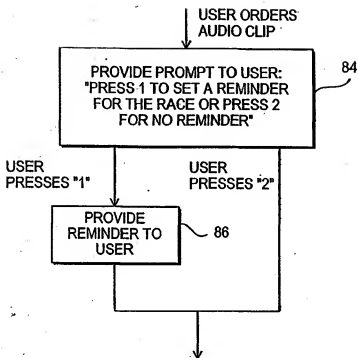 USER ORDERS
AUDIO CLIP
PROVIDE PROMPT TO USER:
"PRESS 1 TO SET A REMINDER
FOR THE RACE OR PRESS 2
FOR NO REMINDER"
84
USER
PRESSES "1"
USER
PRESSES "2"
PROVIDE
REMINDER TO
USER
86